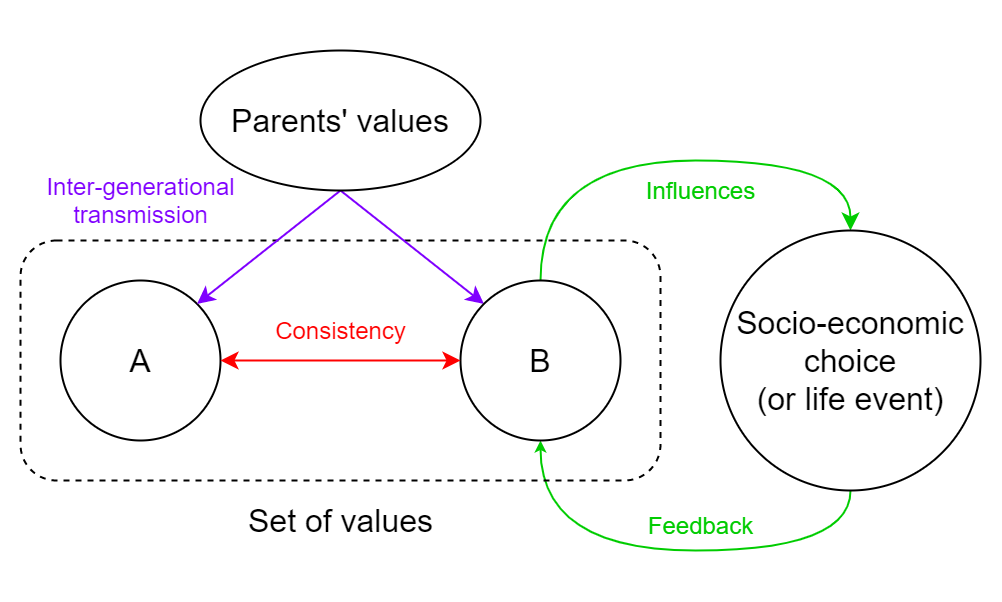 Parents' values
Inter-generational
transmission
Influences
Consistency
A
B
Socio-economic
choice
(or life event)
Set of values
Feedback